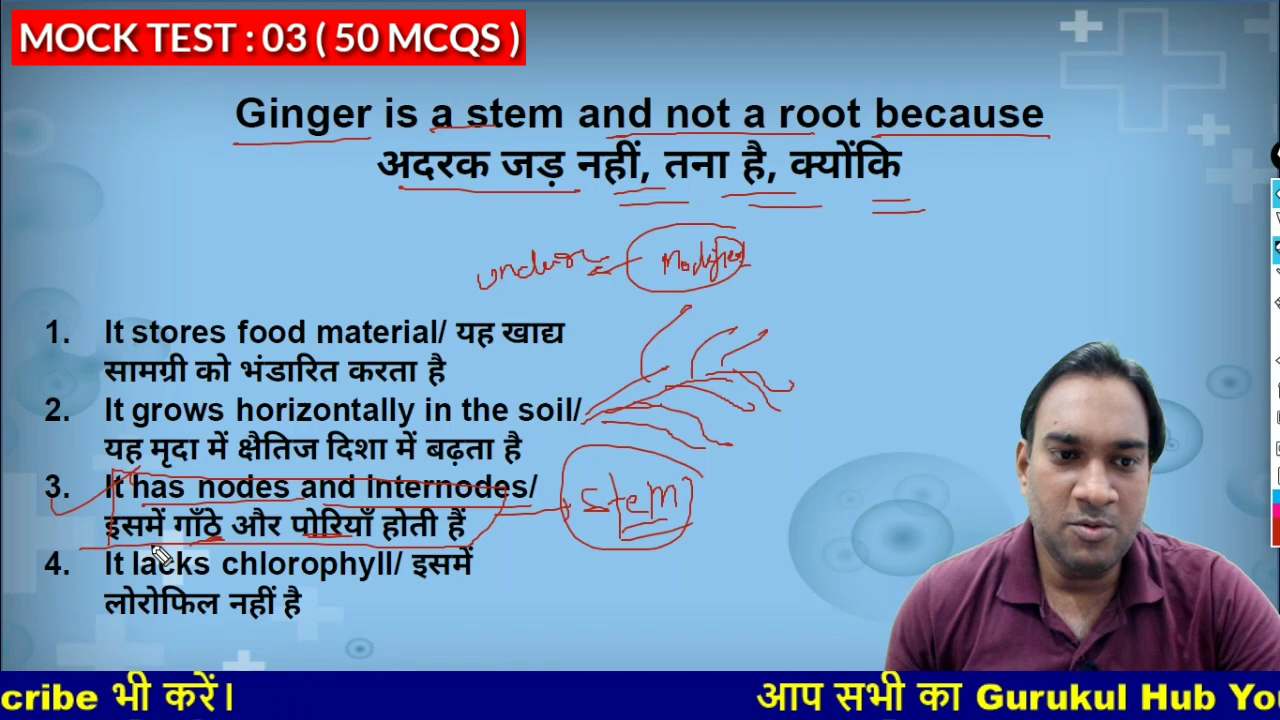 MOCK TEST : 03 ( 50 MCQS )
Ginger is a stem and not a root because
अदरक जड़ नहीं, तना है, क्योंकि
under
Modified
1. It stores food material/ यह खाद्य
सामग्री को भंडारित करता है
2. It grows horizontally in the soil/
यह मृदा में क्षैतिज दिशा में बढ़ता है
3. It has nodes and Internodes/
इसमें गाँठे और पोरियाँ होती हैं
Stem
4. It lacks chlorophyll/ इसमें
लोरोफिल नहीं है
cribe भी करें।
आप सभी का Gurukul Hub You